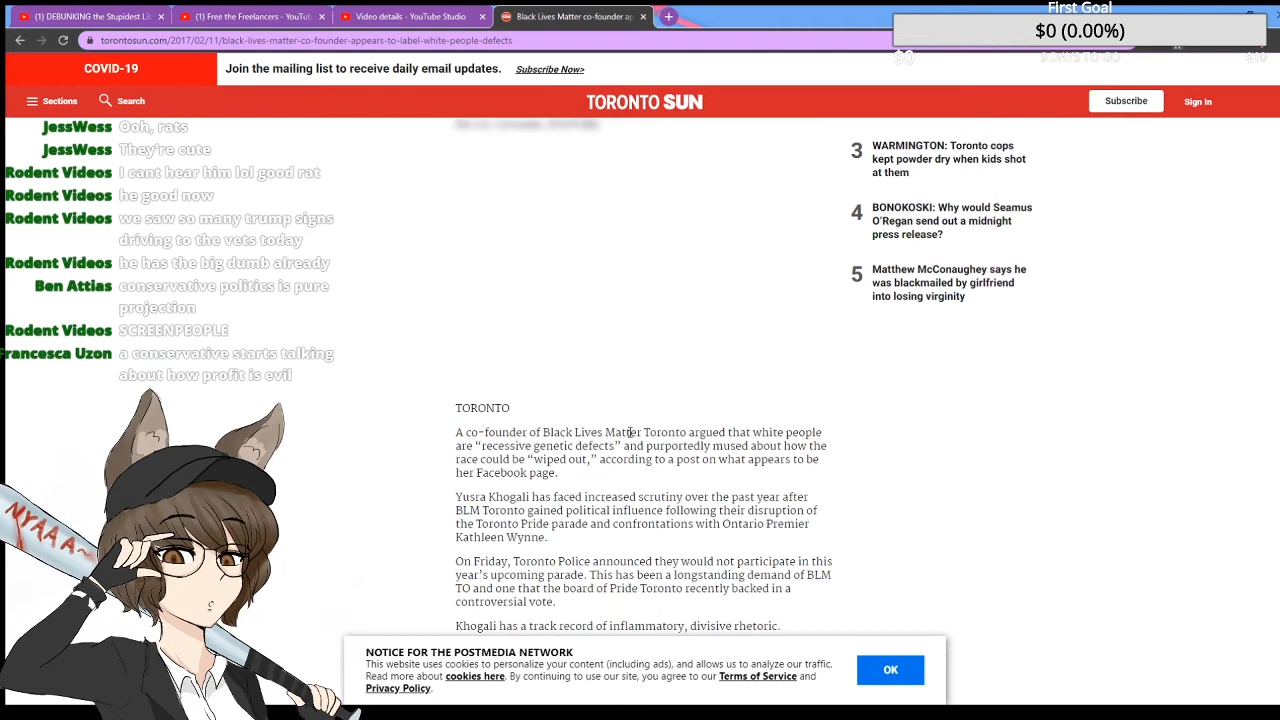 (1) DEBUNKING the Stupidest Lib
(1) Free the Freelancers - YouTub
Video details - YouTube Studio
Black Lives Matter co-founder ap
First Goal
$0 (0.00%)
$0
9 DAYS TO GO
$10
torontosun.com/2017/02/11/black-lives-matter-co-founder-appears-to-label-white-people-defects
COVID-19
Join the mailing list to receive daily email updates. Subscribe Now>
Sections
Search
TORONTO SUN
Subscribe
Sign In
JessWess Ooh, rats
JessWess They're cute
Rodent Videos I cant hear him lol good rat
Rodent Videos he good now
Rodent Videos we saw so many trump signs
driving to the vets today
Rodent Videos he has the big dumb already
Ben Attias conservative politics is pure
projection
Rodent Videos SCREENPEOPLE
Francesca Uzon a conservative starts talking
about how profit is evil
3 WARMINGTON: Toronto cops
kept powder dry when kids shot
at them
4 BONOKOSKI: Why would Seamus
O'Regan send out a midnight
press release?
5 Matthew McConaughey says he
was blackmailed by girlfriend
into losing virginity
TORONTO
A co-founder of Black Lives Matter Toronto argued that white people
are “recessive genetic defects” and purportedly mused about how the
race could be “wiped out,” according to a post on what appears to be
her Facebook page.
Yusra Khogali has faced increased scrutiny over the past year after
BLM Toronto gained political influence following their disruption of
the Toronto Pride parade and confrontations with Ontario Premier
Kathleen Wynne.
On Friday, Toronto Police announced they would not participate in this
year's upcoming parade. This has been a longstanding demand of BLM
TO and one that the board of Pride Toronto recently backed in a
controversial vote.
Khogali has a track record of inflammatory, divisive rhetoric.
NYAAA~
NOTICE FOR THE POSTMEDIA NETWORK
This website uses cookies to personalize your content (including ads), and allows us to analyze our traffic.
Read more about cookies here. By continuing to use our site, you agree to our Terms of Service and
Privacy Policy.
OK